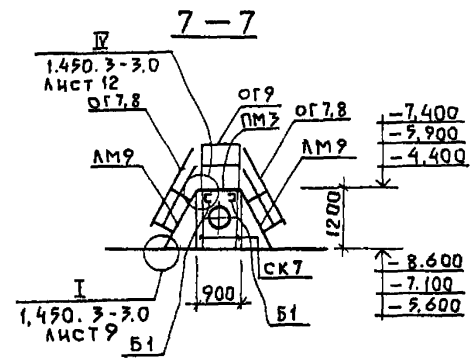 7-7
IV
1.450.3-3.0
ЛИСТ 12
ОГ7,8
ОГ9
ПМ3
ОГ7,8
ЛМ9
ЛМ9
-7,400
-5,900
-4,400
1200
-8.600
-7.100
-5,600
СК7
900
Б1
Б1
I
1,450.3-3.0
ЛИСТ 9